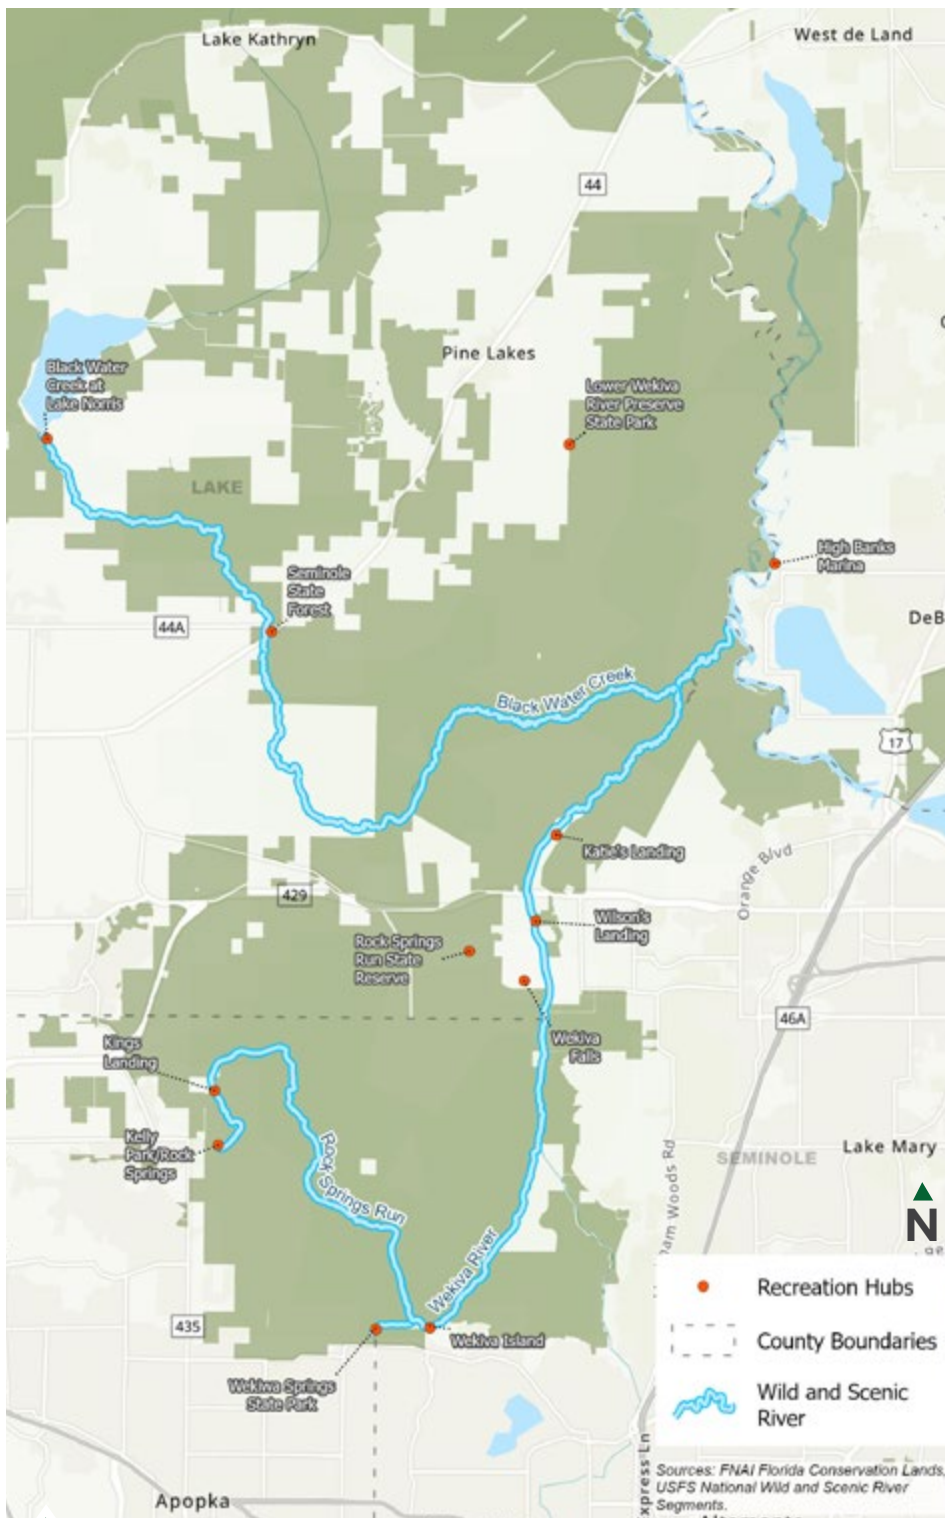 Lake Kathryn
West de Land
44
Pine Lakes
Black Water
Creek at
Lake Norris
Lower Wekiva
River Preserve
State Park
LAKE
High Banks
Marina
Seminole
State
Forest
44A
DeB
Black Water Creek
17
Katie's Landing
Orange Blvd
429
Wilson's
Landing
Rock Springs
Run State
Reserve
46A
Wekiva
Falls
Kings
Landing
Kelly
Park/Rock
Springs
Rock Springs Run
Lake Mary
SEMINOLE
Woods Rd
N
Wekiva River
Recreation Hubs
435
Wekiva Island
County Boundaries
Wekiwa Springs
State Park
Wild and Scenic
River
xpress Ln
Sources: FNAI Florida Conservation Lands,
USFS National Wild and Scenic River
Segments.
Apopka